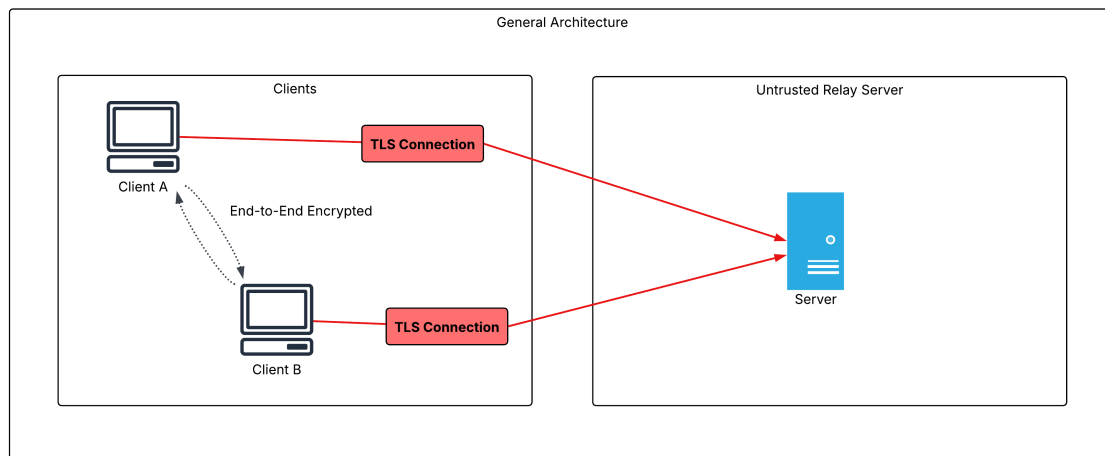 General Architecture
Clients
Untrusted Relay Server
TLS Connection
Client A
End-to-End Encrypted
Server
TLS Connection
Client B